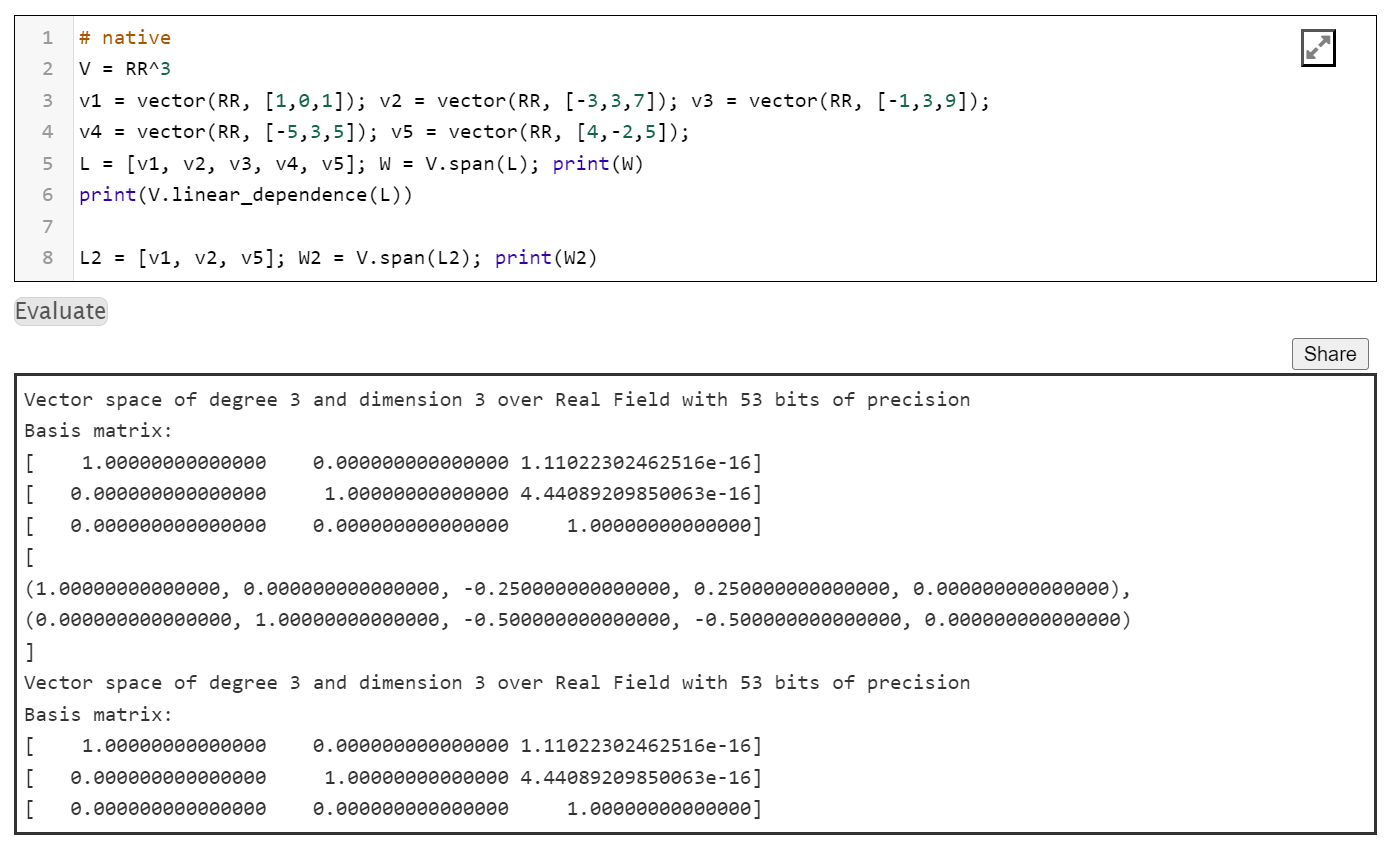 1 # native
2 V = RR^3
3 v1 = vector(RR, [1,0,1]); v2 = vector(RR, [-3,3,7]); v3 = vector(RR, [-1,3,9]);
4 v4 = vector(RR, [-5,3,5]); v5 = vector(RR, [4,-2,5]);
5 L = [v1, v2, v3, v4, v5]; W = V.span(L); print(W)
6 print(V.linear_dependence(L))
7
8 L2 = [v1, v2, v5]; W2 = V.span(L2); print(W2)
Evaluate
Share
Vector space of degree 3 and dimension 3 over Real Field with 53 bits of precision
Basis matrix:
[    1.00000000000000    0.000000000000000 1.11022302462516e-16]
[   0.000000000000000     1.00000000000000 4.44089209850063e-16]
[   0.000000000000000    0.000000000000000     1.00000000000000]
[
(1.00000000000000, 0.000000000000000, -0.250000000000000, 0.250000000000000, 0.000000000000000),
(0.000000000000000, 1.00000000000000, -0.500000000000000, -0.500000000000000, 0.000000000000000)
]
Vector space of degree 3 and dimension 3 over Real Field with 53 bits of precision
Basis matrix:
[    1.00000000000000    0.000000000000000 1.11022302462516e-16]
[   0.000000000000000     1.00000000000000 4.44089209850063e-16]
[   0.000000000000000    0.000000000000000     1.00000000000000]